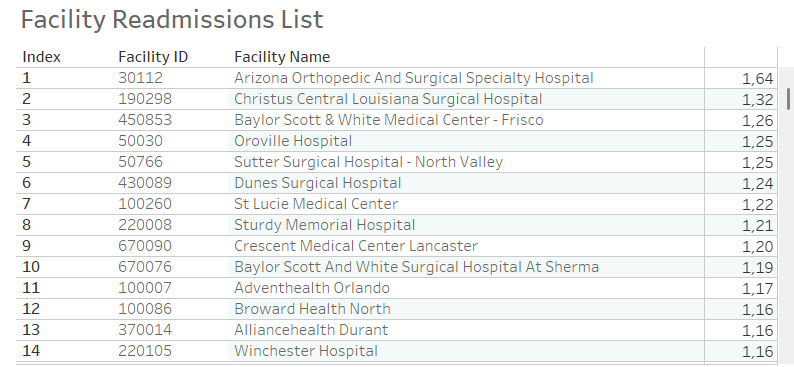 Facility Readmissions List
Index Facility ID Facility Name
1 30112 Arizona Orthopedic And Surgical Specialty Hospital 1,64
2 190298 Christus Central Louisiana Surgical Hospital 1,32
3 450853 Baylor Scott & White Medical Center - Frisco 1,26
4 50030 Oroville Hospital 1,25
5 50766 Sutter Surgical Hospital - North Valley 1,25
6 430089 Dunes Surgical Hospital 1,24
7 100260 St Lucie Medical Center 1,22
8 220008 Sturdy Memorial Hospital 1,21
9 670090 Crescent Medical Center Lancaster 1,20
10 670076 Baylor Scott And White Surgical Hospital At Sherma 1,19
11 100007 Adventhealth Orlando 1,17
12 100086 Broward Health North 1,16
13 370014 Alliancehealth Durant 1,16
14 220105 Winchester Hospital 1,16